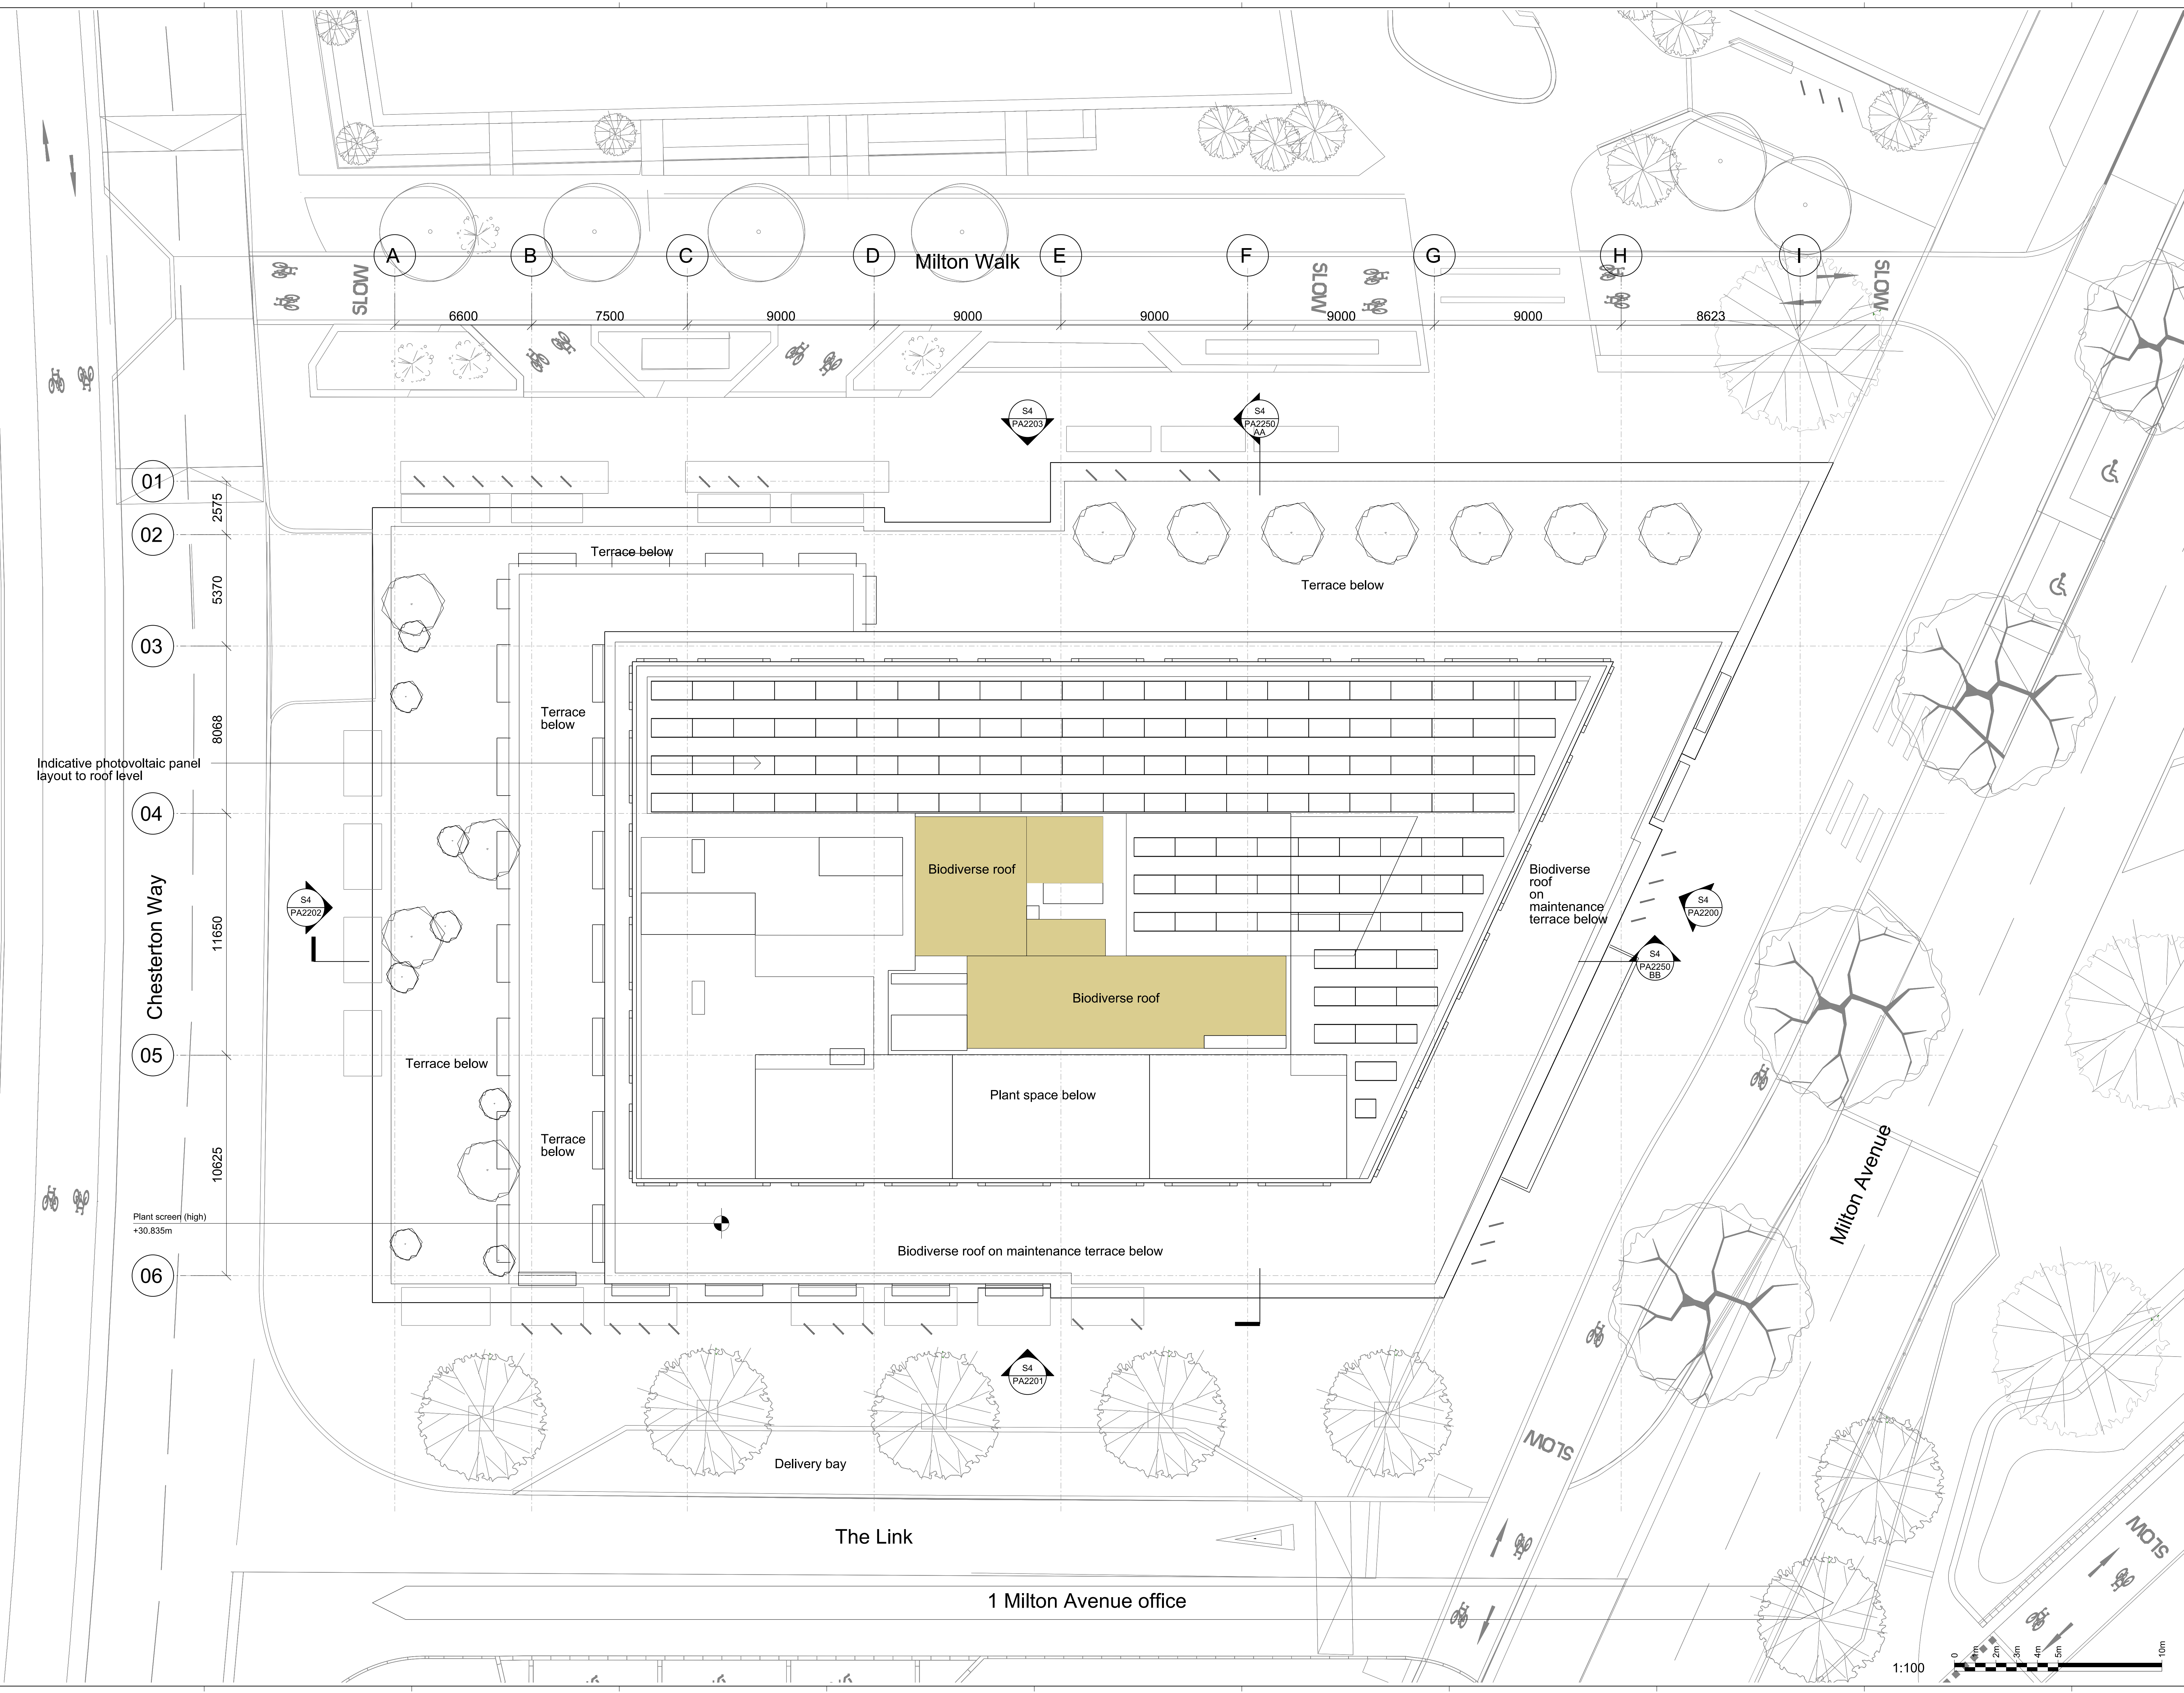 A B C D E F G H I
Milton Walk
SLOW
SLOW
SLOW
6600 7500 9000 9000 9000 9000 9000 8623
S4
PA2203
S4
PA2250
AA
01
2575
02
Terrace below
Terrace below
5370
03
Terrace
below
8068
Indicative photovoltaic panel
layout to roof level
04
Biodiverse roof
Biodiverse
roof
on
maintenance
terrace below
S4
PA2202
S4
PA2200
11650
Chesterton Way
S4
PA2250
BB
Biodiverse roof
05
Terrace below
Plant space below
Terrace
below
10625
Milton Avenue
Plant screen (high)
+30.835m
Biodiverse roof on maintenance terrace below
06
S4
PA2201
SLOW
Delivery bay
The Link
SLOW
1 Milton Avenue office
1:100
0 1m 2m 3m 4m 5m 10m